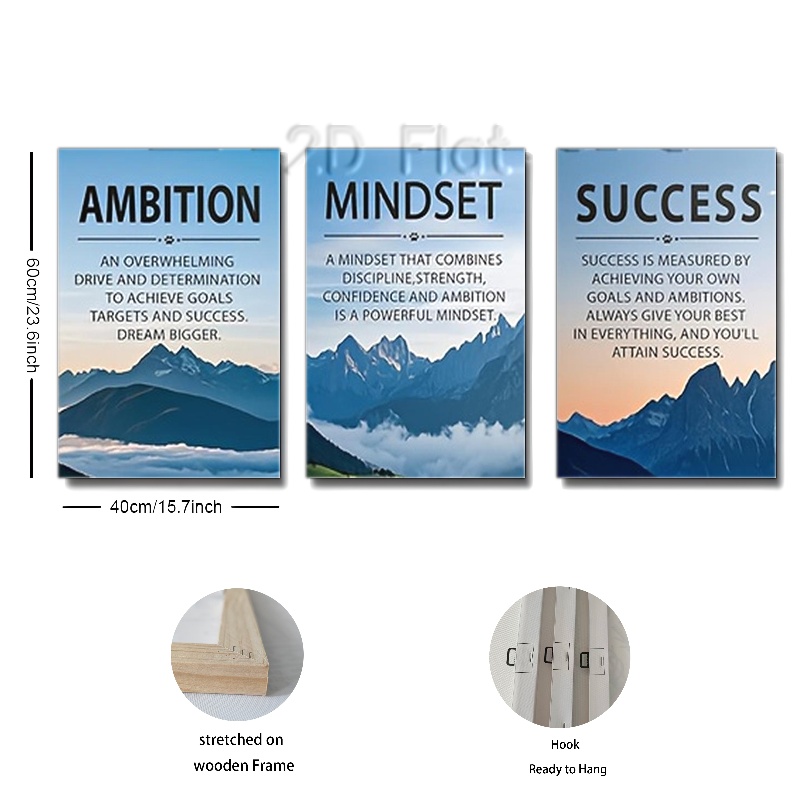 2D Flat
AMBITION
AN OVERWHELMING
DRIVE AND DETERMINATION
TO ACHIEVE GOALS
TARGETS AND SUCCESS.
DREAM BIGGER.
MINDSET
A MINDSET THAT COMBINES
DISCIPLINE,STRENGTH,
CONFIDENCE AND AMBITION
IS A POWERFUL MINDSET.
SUCCESS
SUCCESS IS MEASURED BY
ACHIEVING YOUR OWN
GOALS AND AMBITIONS.
ALWAYS GIVE YOUR BEST
IN EVERYTHING, AND YOU'LL
ATTAIN SUCCESS.
60cm/23.6inch
40cm/15.7inch
stretched on
wooden Frame
Hook
Ready to Hang